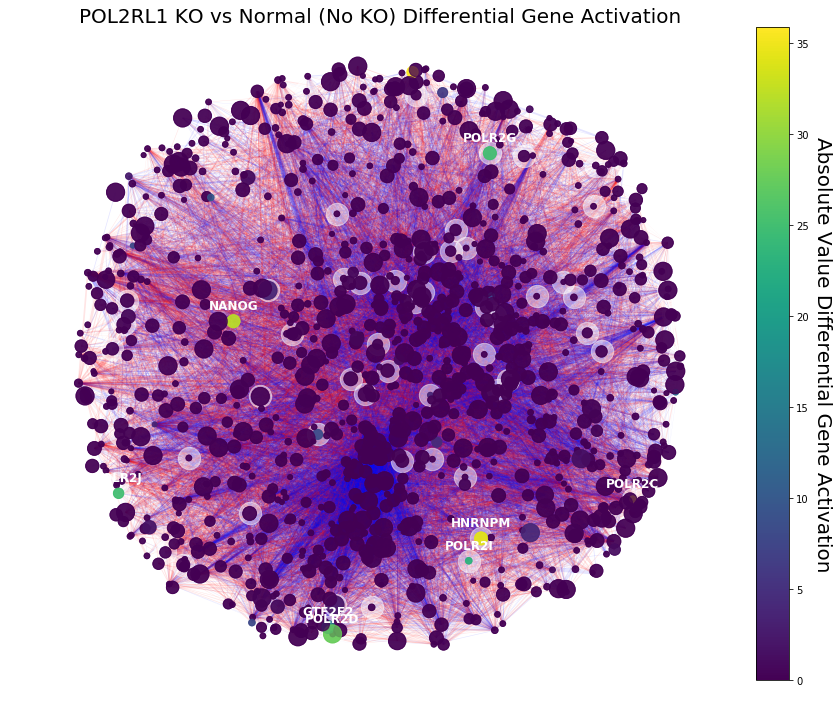 POL2RL1 KO vs Normal (No KO) Differential Gene Activation
35
POLR2G
30
25
NANOG
20
Absolute Value Differential Gene Activation
15
POLR2C
10
HNRNPM
POLR2I
5
GTF2F2
POLR2D
0